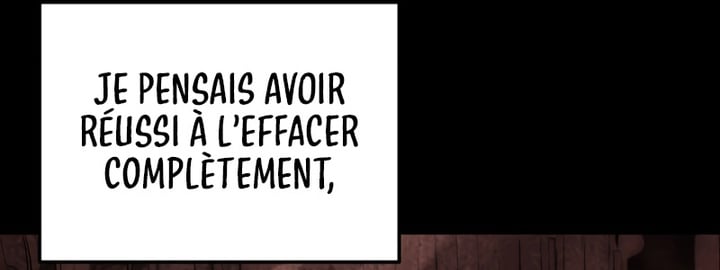 JE PENSAIS AVOIR
RÉUSSI À L'EFFACER
COMPLÈTEMENT,